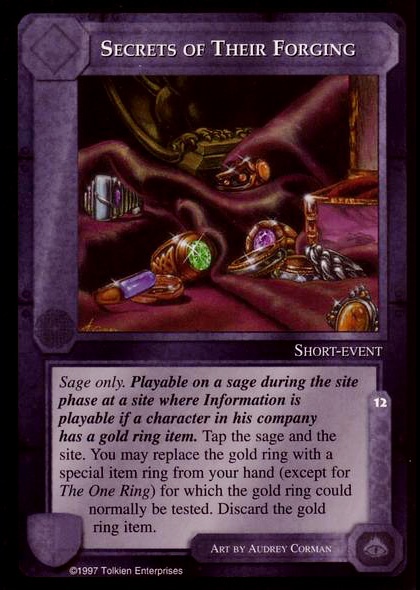 Secrets of Their Forging
Short-event
Sage only. Playable on a sage during the site
phase at a site where Information is
playable if a character in his company
has a gold ring item. Tap the sage and the
site. You may replace the gold ring with a
special item ring from your hand (except for
The One Ring) for which the gold ring could
normally be tested. Discard the gold
ring item.
12
Art by Audrey Corman
©1997 Tolkien Enterprises